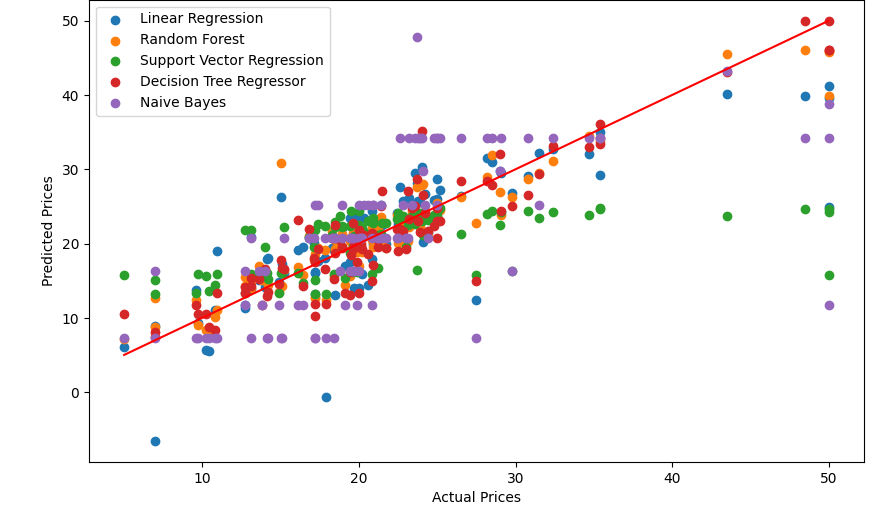 Linear Regression
Random Forest
Support Vector Regression
Decision Tree Regressor
Naive Bayes
50
40
30
20
10
0
Predicted Prices
10 20 30 40 50
Actual Prices